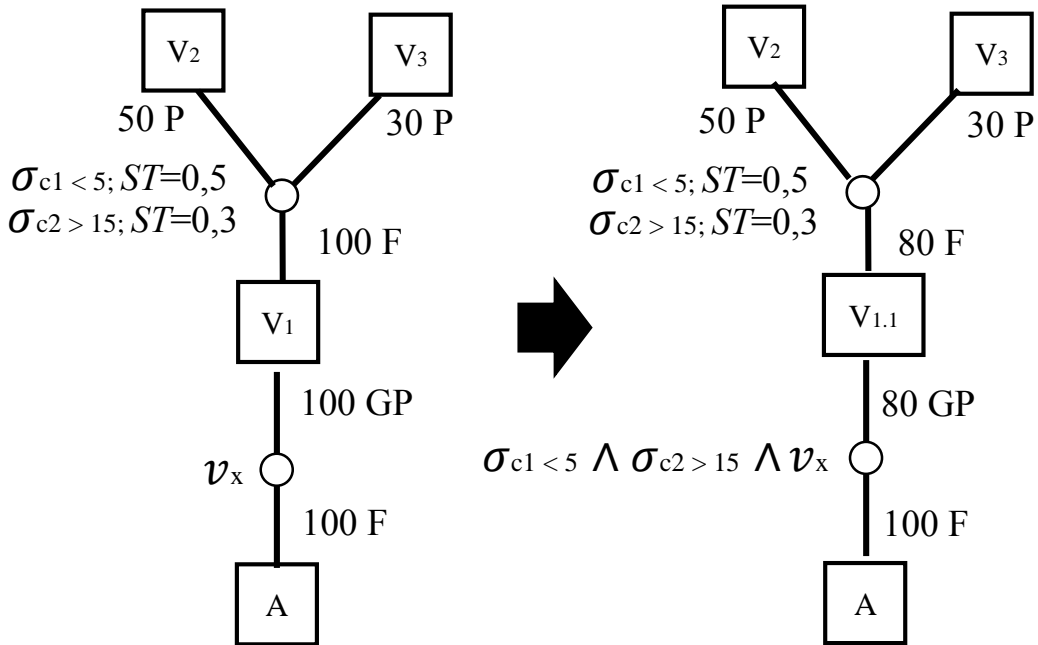 V2
V3
50 P
30 P
σc1 < 5; ST=0,5
σc2 > 15; ST=0,3
100 F
V1
100 GP
𝑣x
100 F
A
V2
V3
50 P
30 P
σc1 < 5; ST=0,5
σc2 > 15; ST=0,3
80 F
V1.1
80 GP
σc1 < 5 ∧ σc2 > 15 ∧ 𝑣x
100 F
A